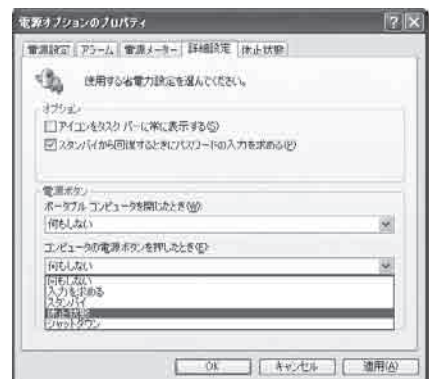 電源オプションのプロパティ
電源設定 アラーム 電源メーター 詳細設定 休止状態
使用する省電力設定を選んでください。
オプション
アイコンをタスク バーに常に表示する(S)
スタンバイから回復するときにパスワードの入力を求める(P)
電源ボタン
ポータブル コンピュータを閉じたとき(W):
何もしない
コンピュータの電源ボタンを押したとき(E):
何もしない
何もしない
入力を求める
スタンバイ
休止状態
シャットダウン
OK キャンセル 適用(A)